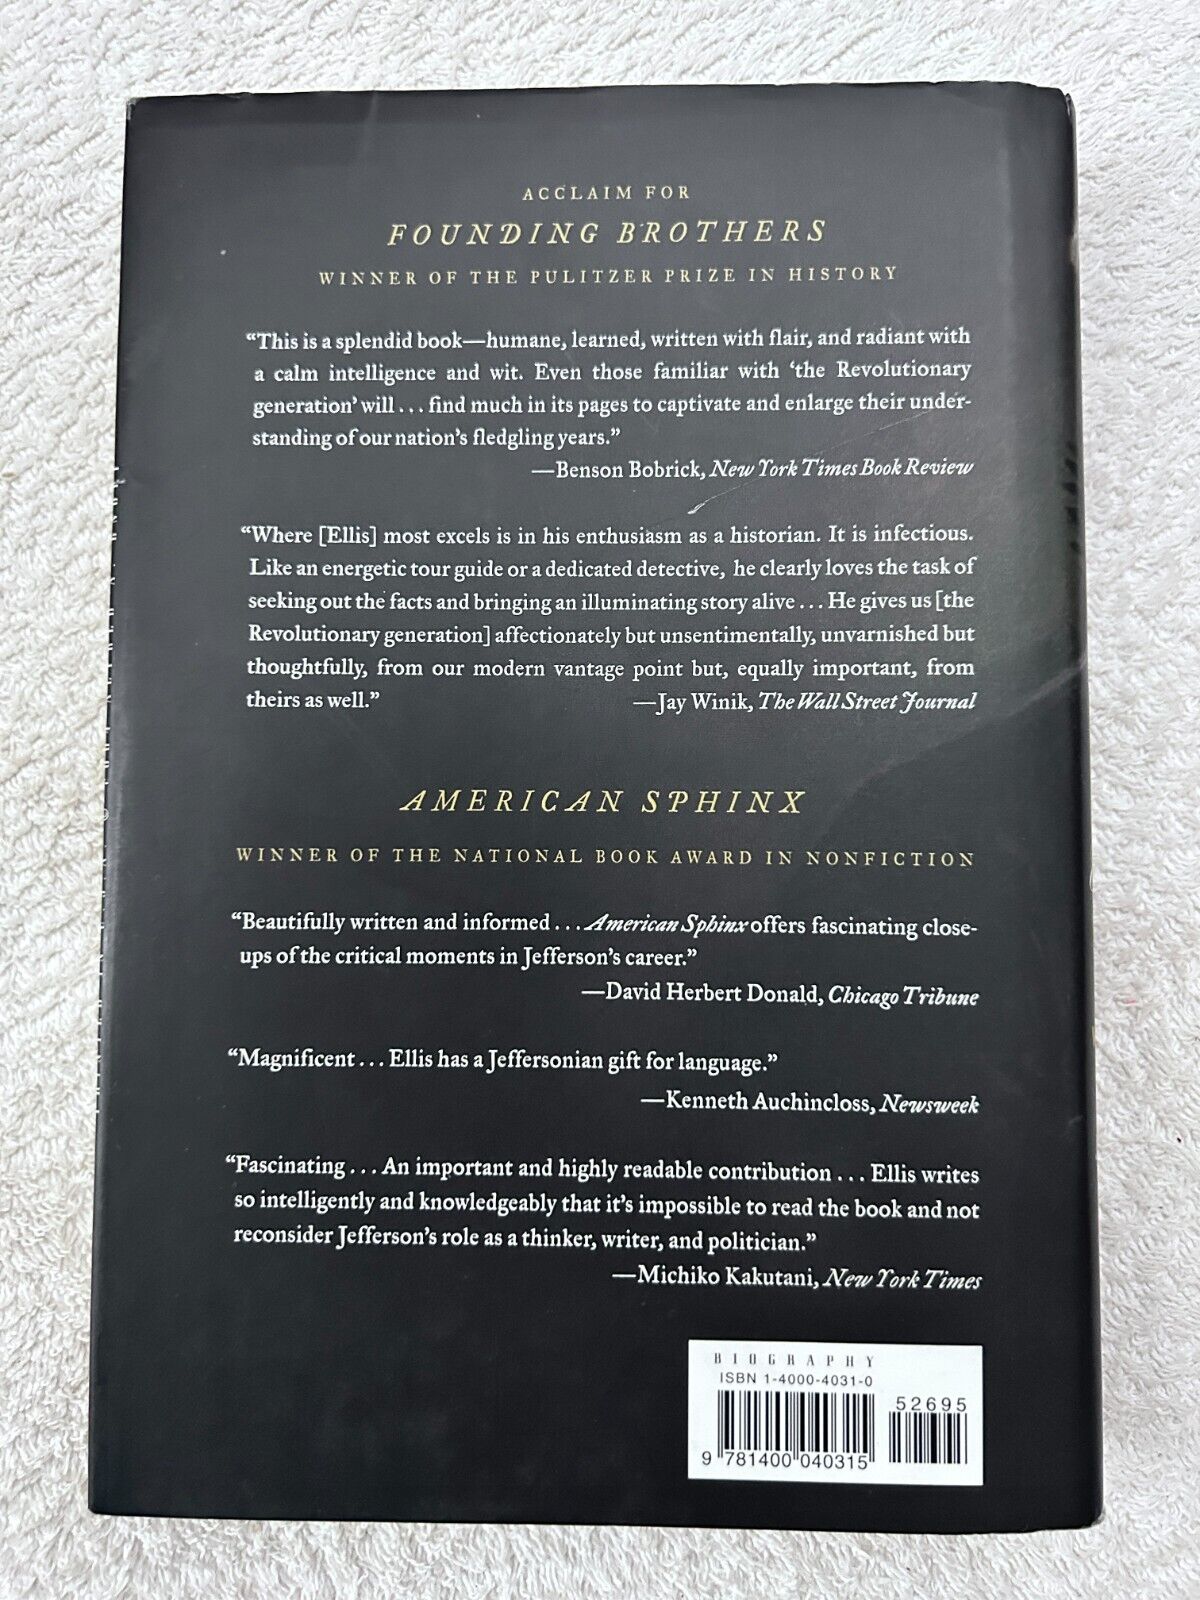 ACCLAIM FOR
FOUNDING BROTHERS
WINNER OF THE PULITZER PRIZE IN HISTORY
“This is a splendid book—humane, learned, written with flair, and radiant with
a calm intelligence and wit. Even those familiar with ‘the Revolutionary
generation’ will . . . find much in its pages to captivate and enlarge their under-
standing of our nation’s fledgling years.”
—Benson Bobrick, New York Times Book Review
“Where [Ellis] most excels is in his enthusiasm as a historian. It is infectious.
Like an energetic tour guide or a dedicated detective, he clearly loves the task of
seeking out the facts and bringing an illuminating story alive . . . He gives us [the
Revolutionary generation] affectionately but unsentimentally, unvarnished but
thoughtfully, from our modern vantage point but, equally important, from
theirs as well.” —Jay Winik, The Wall Street Journal
AMERICAN SPHINX
WINNER OF THE NATIONAL BOOK AWARD IN NONFICTION
“Beautifully written and informed . . . American Sphinx offers fascinating close-
ups of the critical moments in Jefferson’s career.”
—David Herbert Donald, Chicago Tribune
“Magnificent . . . Ellis has a Jeffersonian gift for language.”
—Kenneth Auchincloss, Newsweek
“Fascinating . . . An important and highly readable contribution . . . Ellis writes
so intelligently and knowledgeably that it’s impossible to read the book and not
reconsider Jefferson’s role as a thinker, writer, and politician.”
—Michiko Kakutani, New York Times
BIOGRAPHY
ISBN 1-4000-4031-0
52695
9 781400 040315